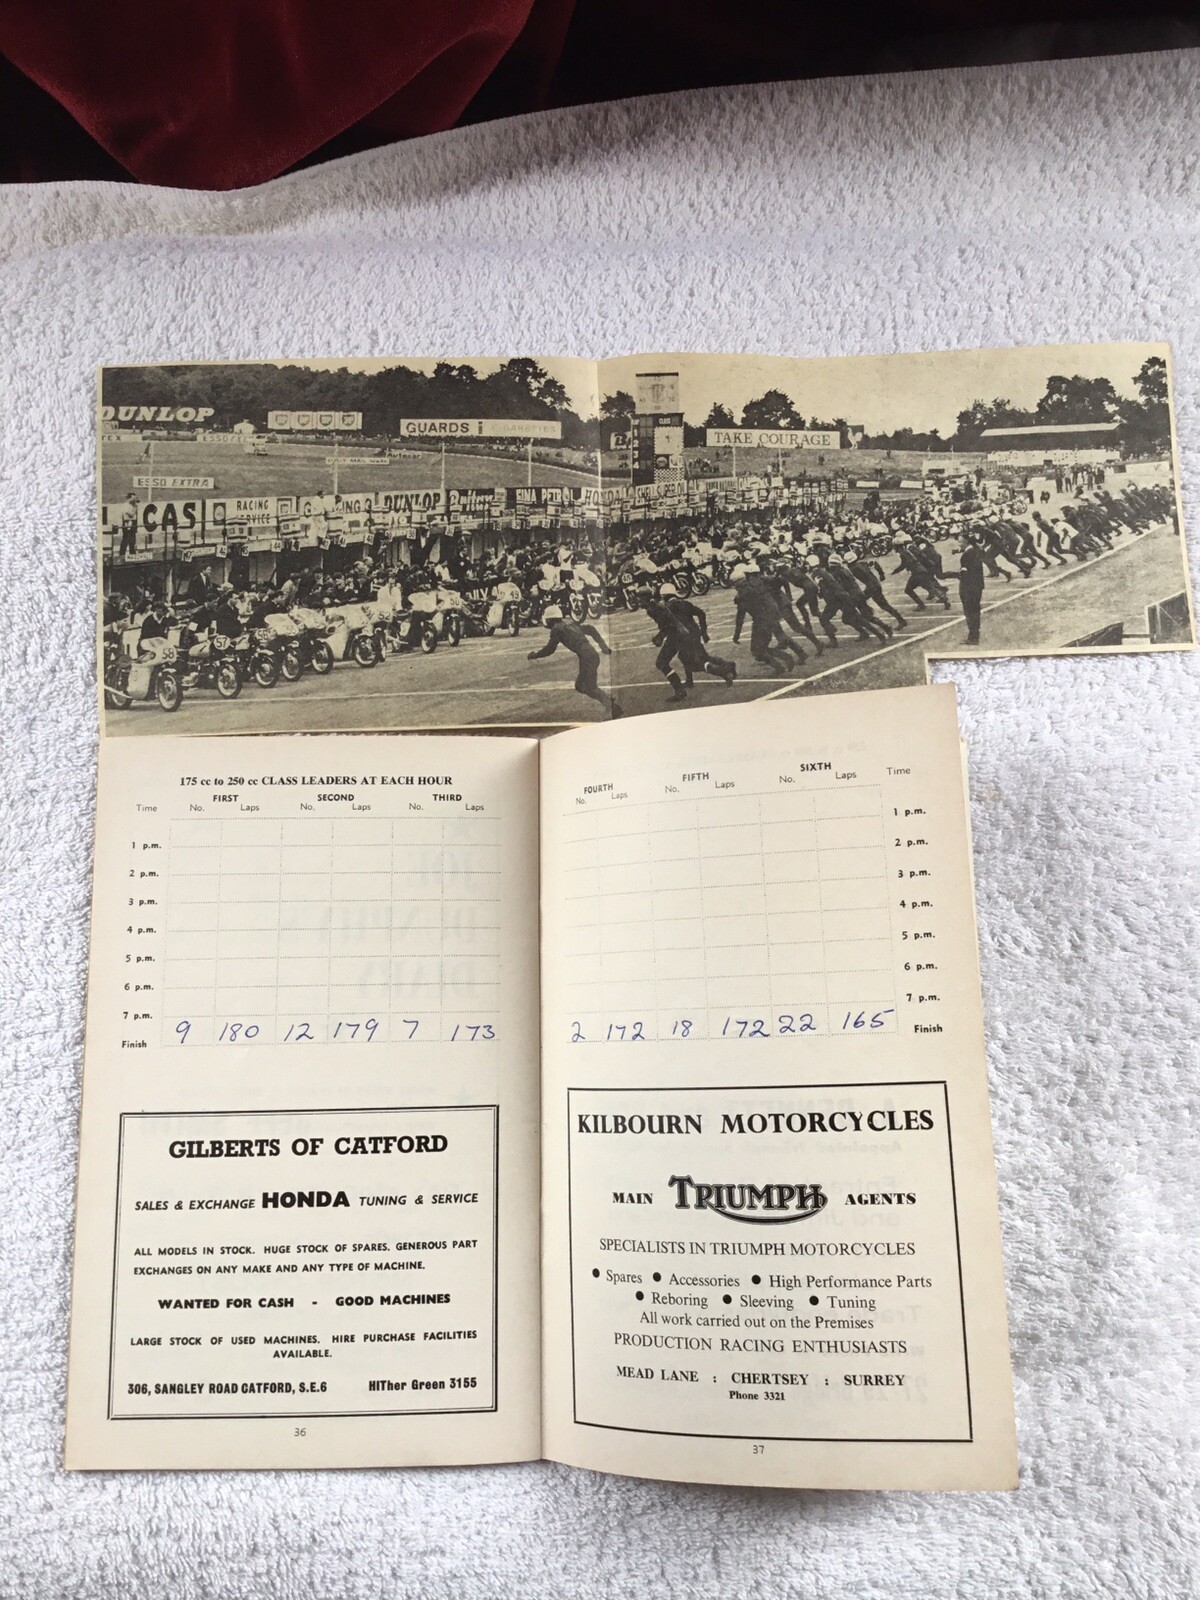 DUNLOP
GUARDS
TAKE COURAGE
ESSO EXTRA
CAS
RACING
DUNLOP
58
57
50
49
175 cc to 250 cc CLASS LEADERS AT EACH HOUR
FIRST SECOND THIRD
Time No. Laps No. Laps No. Laps
1 p.m.
2 p.m.
3 p.m.
4 p.m.
5 p.m.
6 p.m.
7 p.m.
Finish 9 180 12 179 7 173
GILBERTS OF CATFORD
SALES & EXCHANGE HONDA TUNING & SERVICE
ALL MODELS IN STOCK. HUGE STOCK OF SPARES. GENEROUS PART
EXCHANGES ON ANY MAKE AND ANY TYPE OF MACHINE.
WANTED FOR CASH - GOOD MACHINES
LARGE STOCK OF USED MACHINES. HIRE PURCHASE FACILITIES
AVAILABLE.
306, SANGLEY ROAD CATFORD, S.E.6 HITher Green 3155
36
FOURTH FIFTH SIXTH
No. Laps No. Laps No. Laps Time
1 p.m.
2 p.m.
3 p.m.
4 p.m.
5 p.m.
6 p.m.
7 p.m.
2 172 18 172 22 165 Finish
KILBOURN MOTORCYCLES
MAIN TRIUMPH AGENTS
SPECIALISTS IN TRIUMPH MOTORCYCLES
● Spares ● Accessories ● High Performance Parts
● Reboring ● Sleeving ● Tuning
All work carried out on the Premises
PRODUCTION RACING ENTHUSIASTS
MEAD LANE : CHERTSEY : SURREY
Phone 3321
37